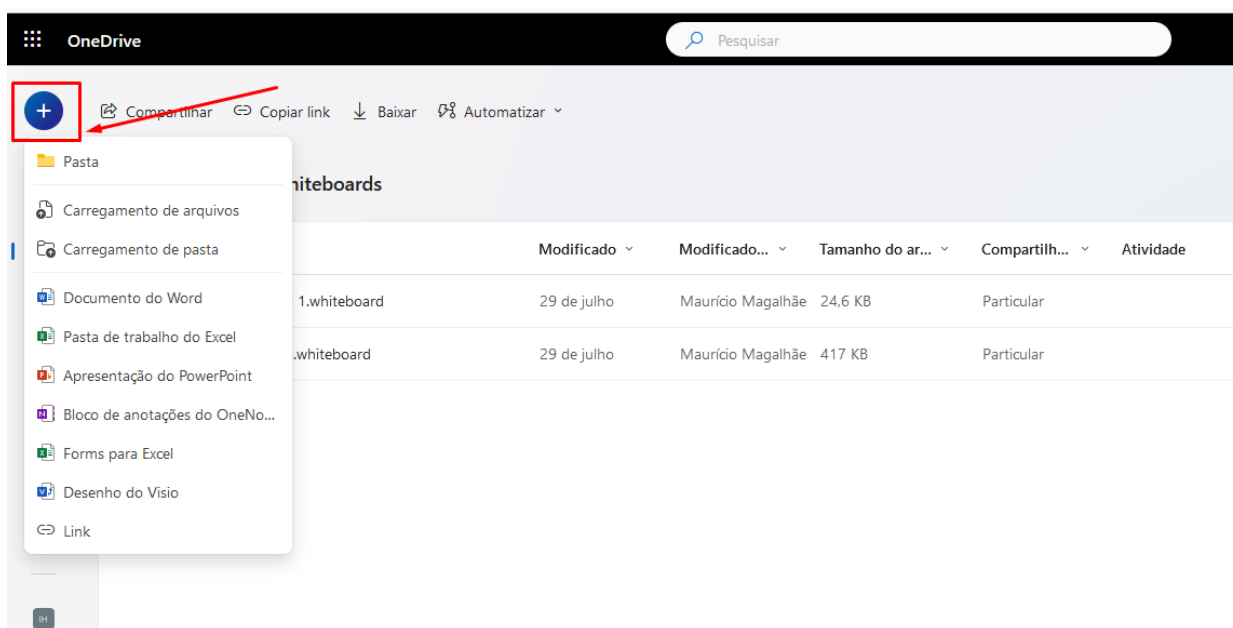 OneDrive
Pesquisar
Compartilhar Copiar link Baixar Automatizar
Pasta
hiteboards
Carregamento de arquivos
Carregamento de pasta
Modificado Modificado... Tamanho do ar... Compartilh... Atividade
Documento do Word
1.whiteboard 29 de julho Maurício Magalhãe 24,6 KB Particular
Pasta de trabalho do Excel
.whiteboard 29 de julho Maurício Magalhãe 417 KB Particular
Apresentação do PowerPoint
Bloco de anotações do OneNo...
Forms para Excel
Desenho do Visio
Link
IH